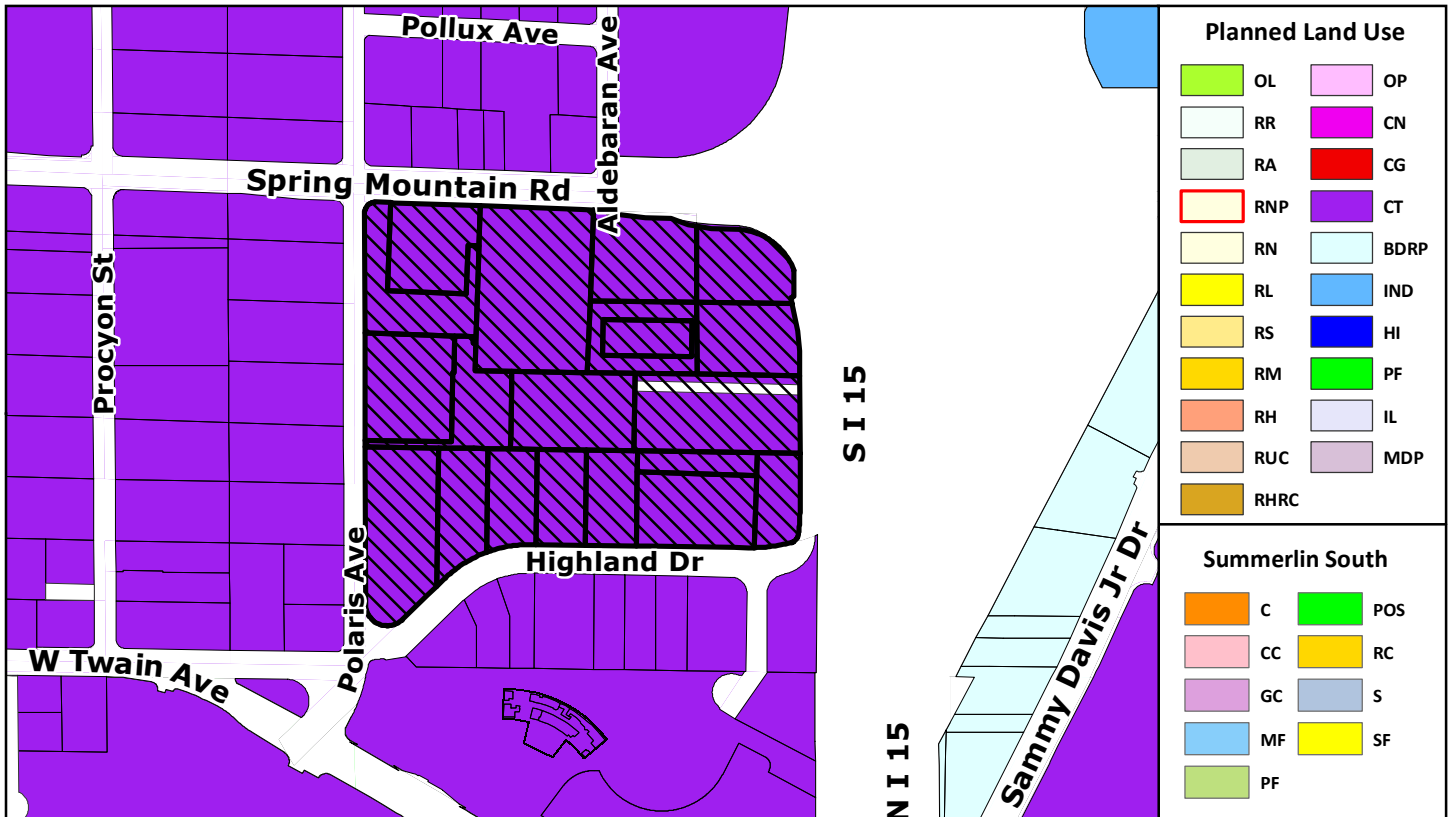 Pollux Ave
Aldebaran Ave
Spring Mountain Rd
Procyon St
S I 15
Polaris Ave
Highland Dr
W Twain Ave
N I 15
Sammy Davis Jr Dr
Planned Land Use
OL OP
RR CN
RA CG
RNP CT
RN BDRP
RL IND
RS HI
RM PF
RH IL
RUC MDP
RHRC
Summerlin South
C POS
CC RC
GC S
MF SF
PF